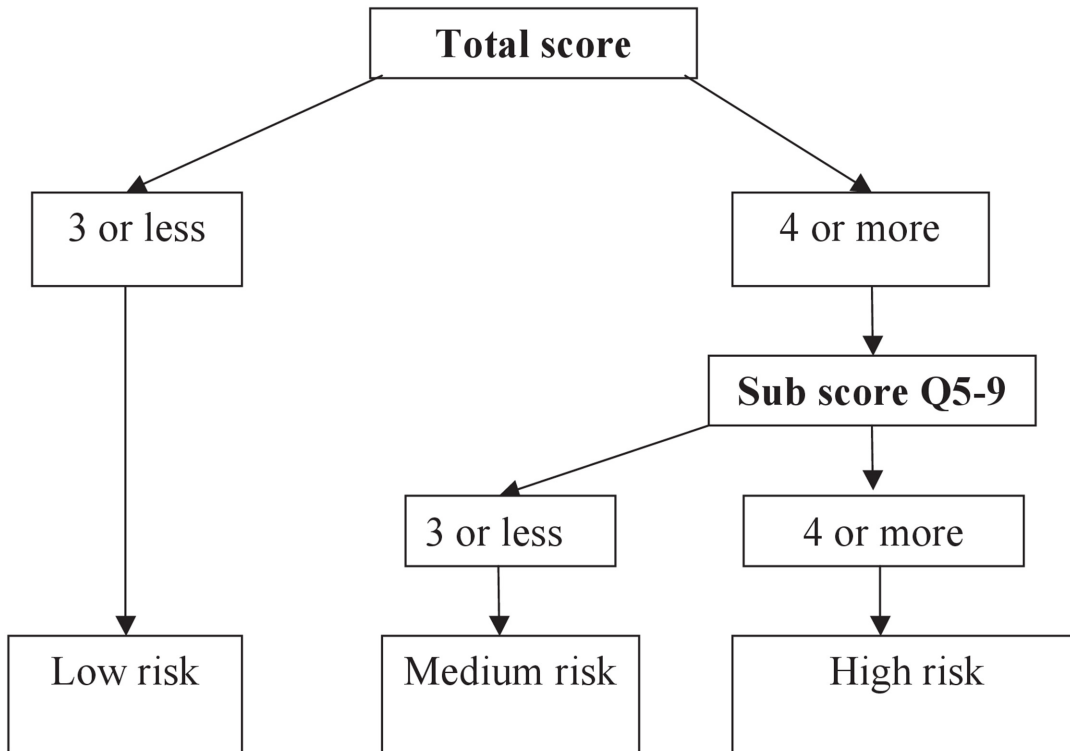 Total score
3 or less
4 or more
Sub score Q5-9
3 or less
4 or more
Low risk
Medium risk
High risk